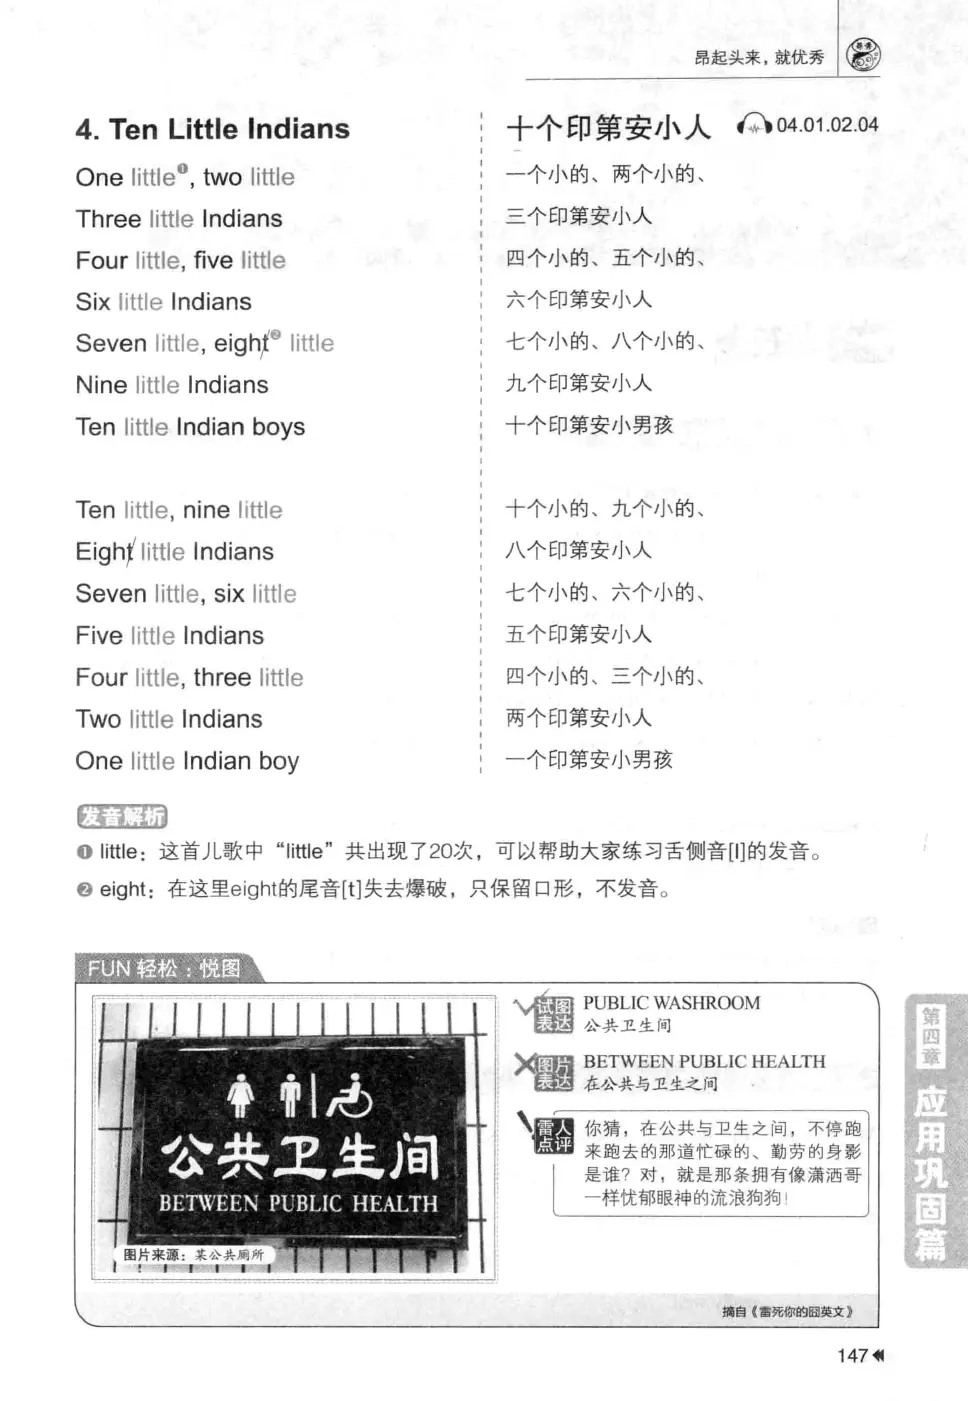 昂起头来，就优秀
4. Ten Little Indians
One little❶, two little
Three little Indians
Four little, five little
Six little Indians
Seven little, eight❷ little
Nine little Indians
Ten little Indian boys
Ten little, nine little
Eight little Indians
Seven little, six little
Five little Indians
Four little, three little
Two little Indians
One little Indian boy
十个印第安小人 04.01.02.04
一个小的、两个小的、
三个印第安小人
四个小的、五个小的、
六个印第安小人
七个小的、八个小的、
九个印第安小人
十个印第安小男孩
十个小的、九个小的、
八个印第安小人
七个小的、六个小的、
五个印第安小人
四个小的、三个小的、
两个印第安小人
一个印第安小男孩
发音解析
❶ little：这首儿歌中“little”共出现了20次，可以帮助大家练习舌侧音[l]的发音。
❷ eight：在这里eight的尾音[t]失去爆破，只保留口形，不发音。
FUN 轻松：悦图
公共卫生间
BETWEEN PUBLIC HEALTH
图片来源：某公共厕所
试图
表达
PUBLIC WASHROOM
公共卫生间
图片
表达
BETWEEN PUBLIC HEALTH
在公共与卫生之间
雷人
点评
你猜，在公共与卫生之间，不停跑
来跑去的那道忙碌的、勤劳的身影
是谁？对，就是那条拥有像潇洒哥
一样忧郁眼神的流浪狗狗！
摘自《雷死你的囧英文》
第四章
应用巩固篇
147